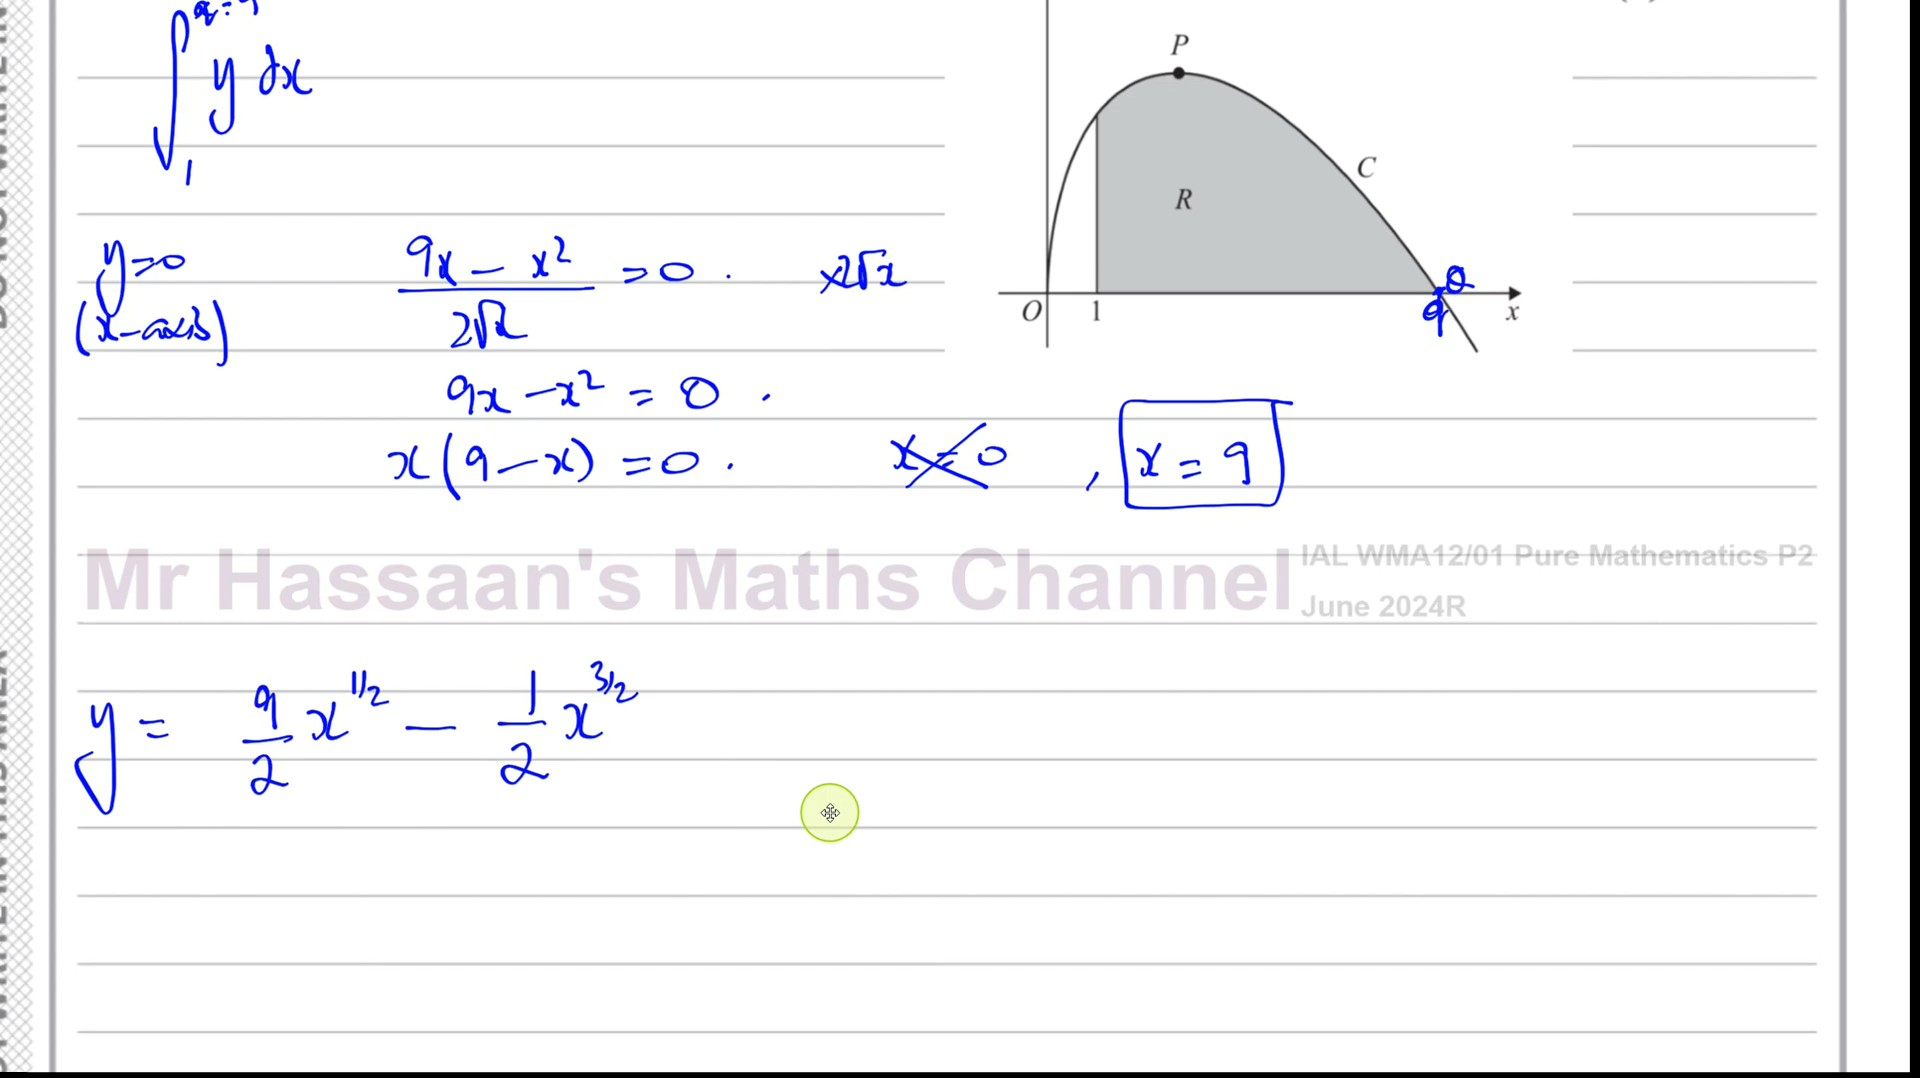 ∫₁ y dx
P
C
R
y=0
(x-axis)
(9x − x²)/(2√x) = 0 . ×2√x
O 1 Q 9 x
9x − x² = 0 .
x(9 − x) = 0 . x = 0 , x = 9
Mr Hassaan's Maths Channel
IAL WMA12/01 Pure Mathematics P2
June 2024R
y = 9/2 x^1/2 − 1/2 x^3/2